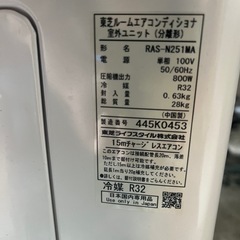 東芝ルームエアコンディショナ
室外ユニット(分離形)
形名 RAS-N251MA
電源 単相 100V
50/60Hz
圧縮機出力 800W
冷媒 R32
0.63kg
質量 28kg
(中国製)
製造番号 445K0453
東芝ライフスタイル株式会社
15mチャージレスエアコン
冷媒 R32
日本国内専用品
Use only in Japan